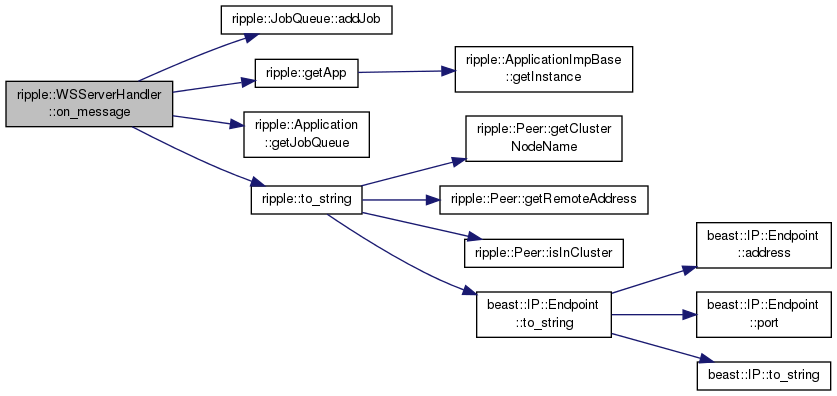 ripple::JobQueue::addJob
ripple::WSServerHandler
::on_message
ripple::getApp
ripple::ApplicationImpBase
::getInstance
ripple::Application
::getJobQueue
ripple::to_string
ripple::Peer::getCluster
NodeName
ripple::Peer::getRemoteAddress
ripple::Peer::isInCluster
beast::IP::Endpoint
::to_string
beast::IP::Endpoint
::address
beast::IP::Endpoint
::port
beast::IP::to_string